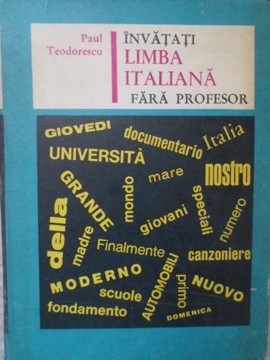 Paul
Teodorescu
ÎNVĂȚAȚI
LIMBA
ITALIANĂ
FĂRĂ PROFESOR
GIOVEDI
documentario
Italia
UNIVERSITÀ
mare
nostro
GRANDE
mondo
speciali
della
madre
giovani
numero
Finalmente
canzoniere
MODERNO
AUTOMOBILI
primo
NUOVO
scuole
fondamento
DOMENICA